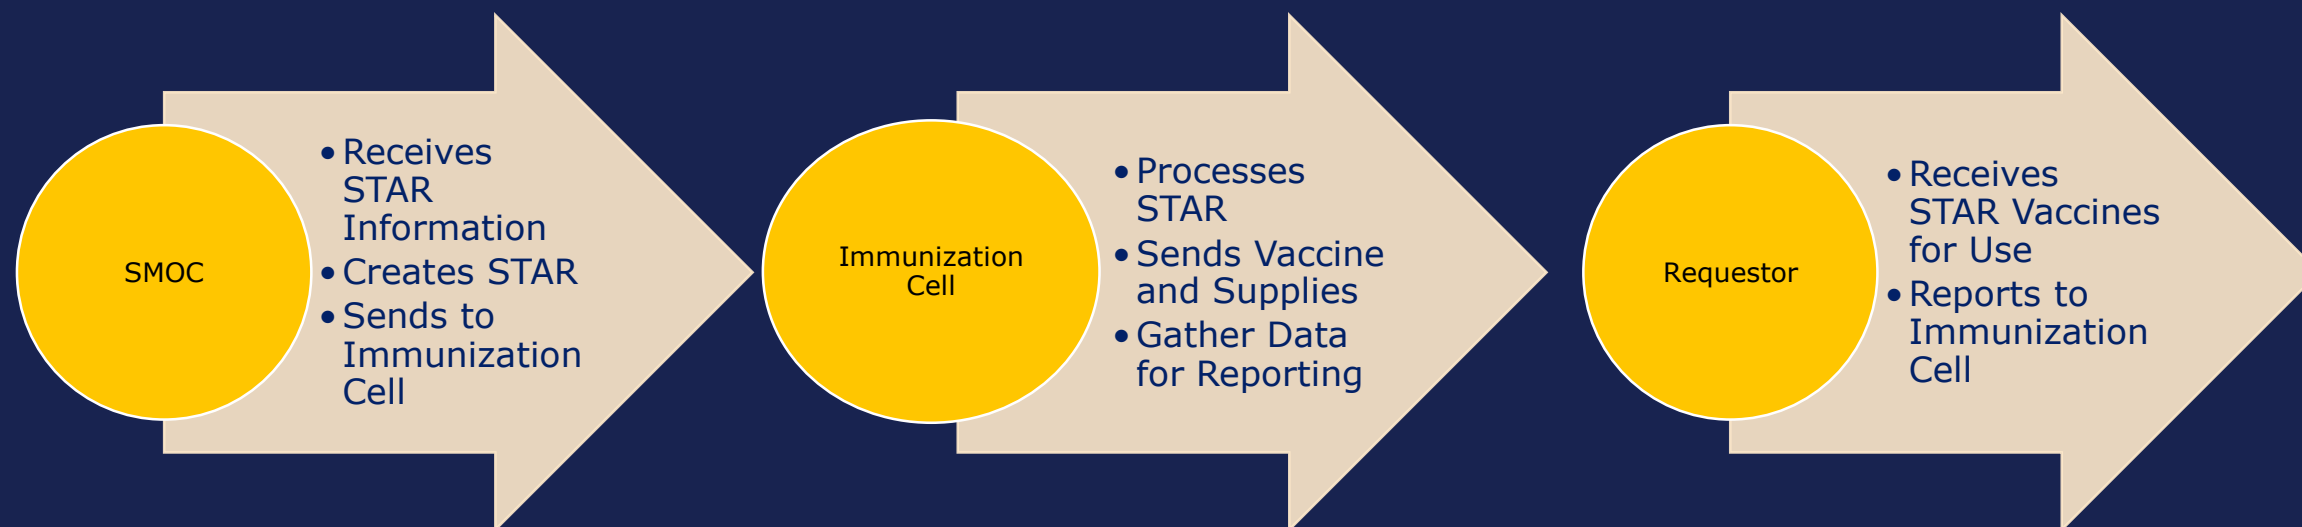 SMOC
•Receives
STAR
Information
•Creates STAR
•Sends to
Immunization
Cell
Immunization
Cell
•Processes
STAR
•Sends Vaccine
and Supplies
•Gather Data
for Reporting
Requestor
•Receives
STAR Vaccines
for Use
•Reports to
Immunization
Cell